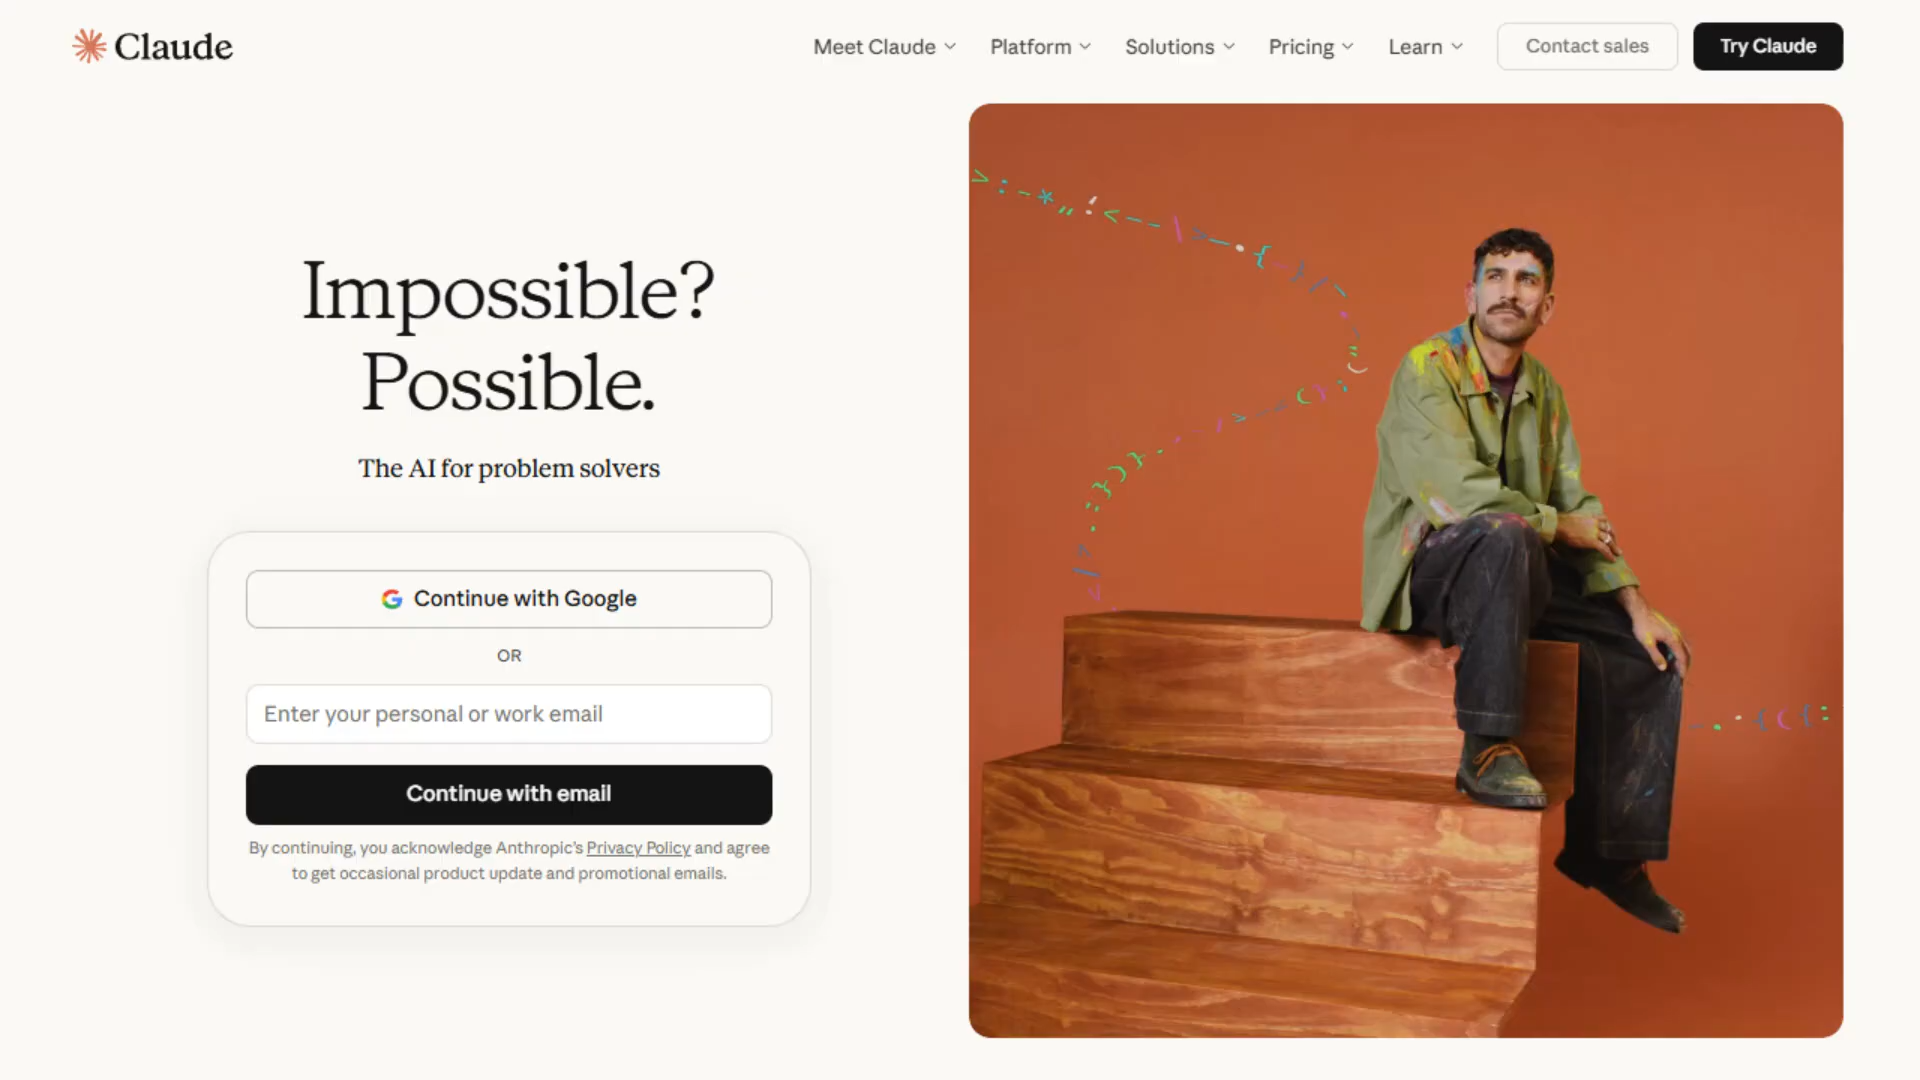 Claude
Meet Claude
Platform
Solutions
Pricing
Learn
Contact sales
Try Claude
Impossible?
Possible.
The AI for problem solvers
Continue with Google
OR
Enter your personal or work email
Continue with email
By continuing, you acknowledge Anthropic's Privacy Policy and agree
to get occasional product update and promotional emails.